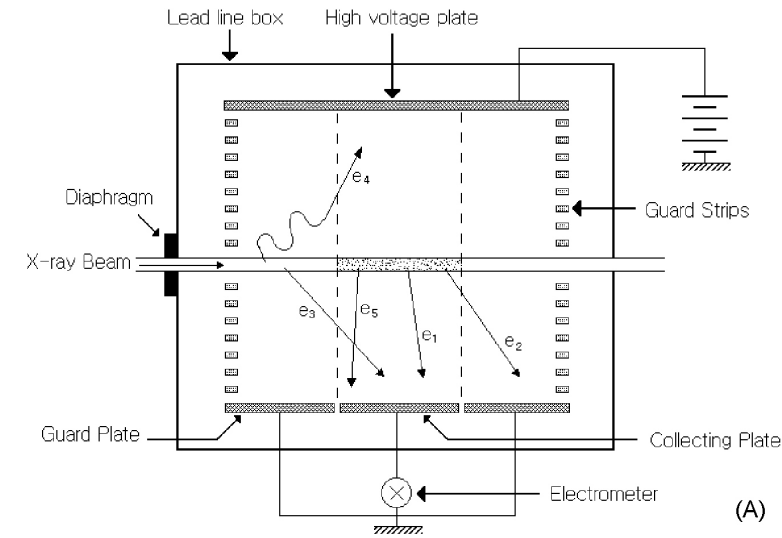 Lead line box
High voltage plate
Diaphragm
e₄
Guard Strips
X-ray Beam
e₃
e₅
e₁
e₂
Guard Plate
Collecting Plate
Electrometer
(A)